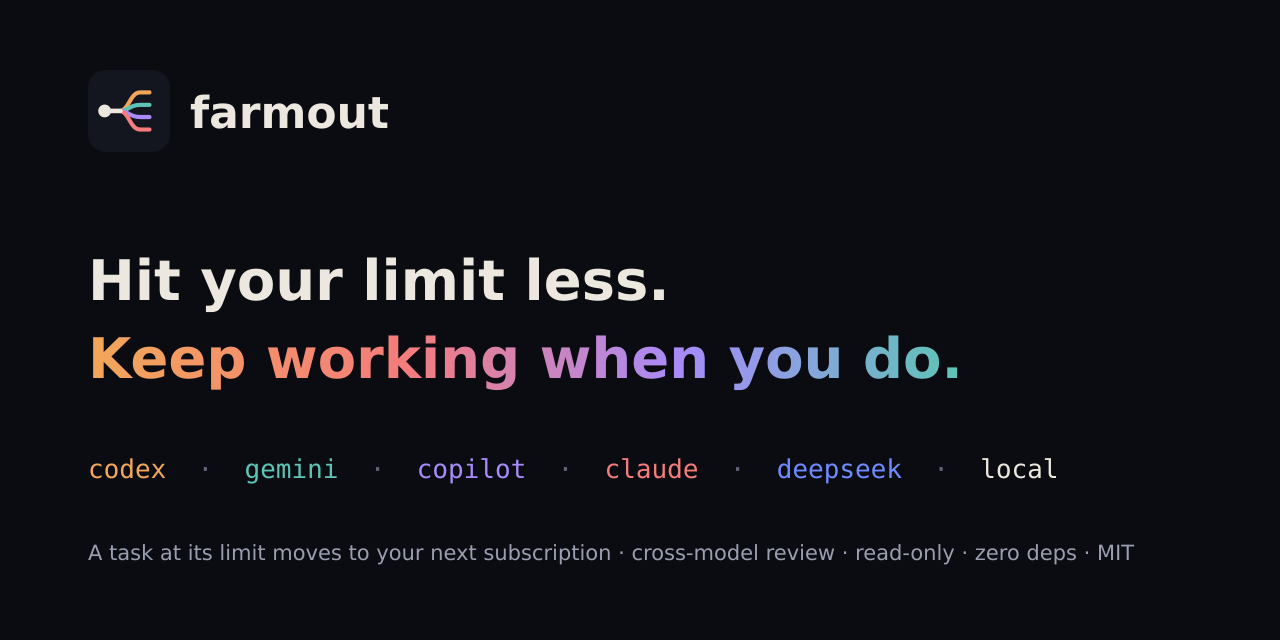 farmout
Hit your limit less.
Keep working when you do.
codex · gemini · copilot · claude · deepseek · local
A task at its limit moves to your next subscription · cross-model review · read-only · zero deps · MIT